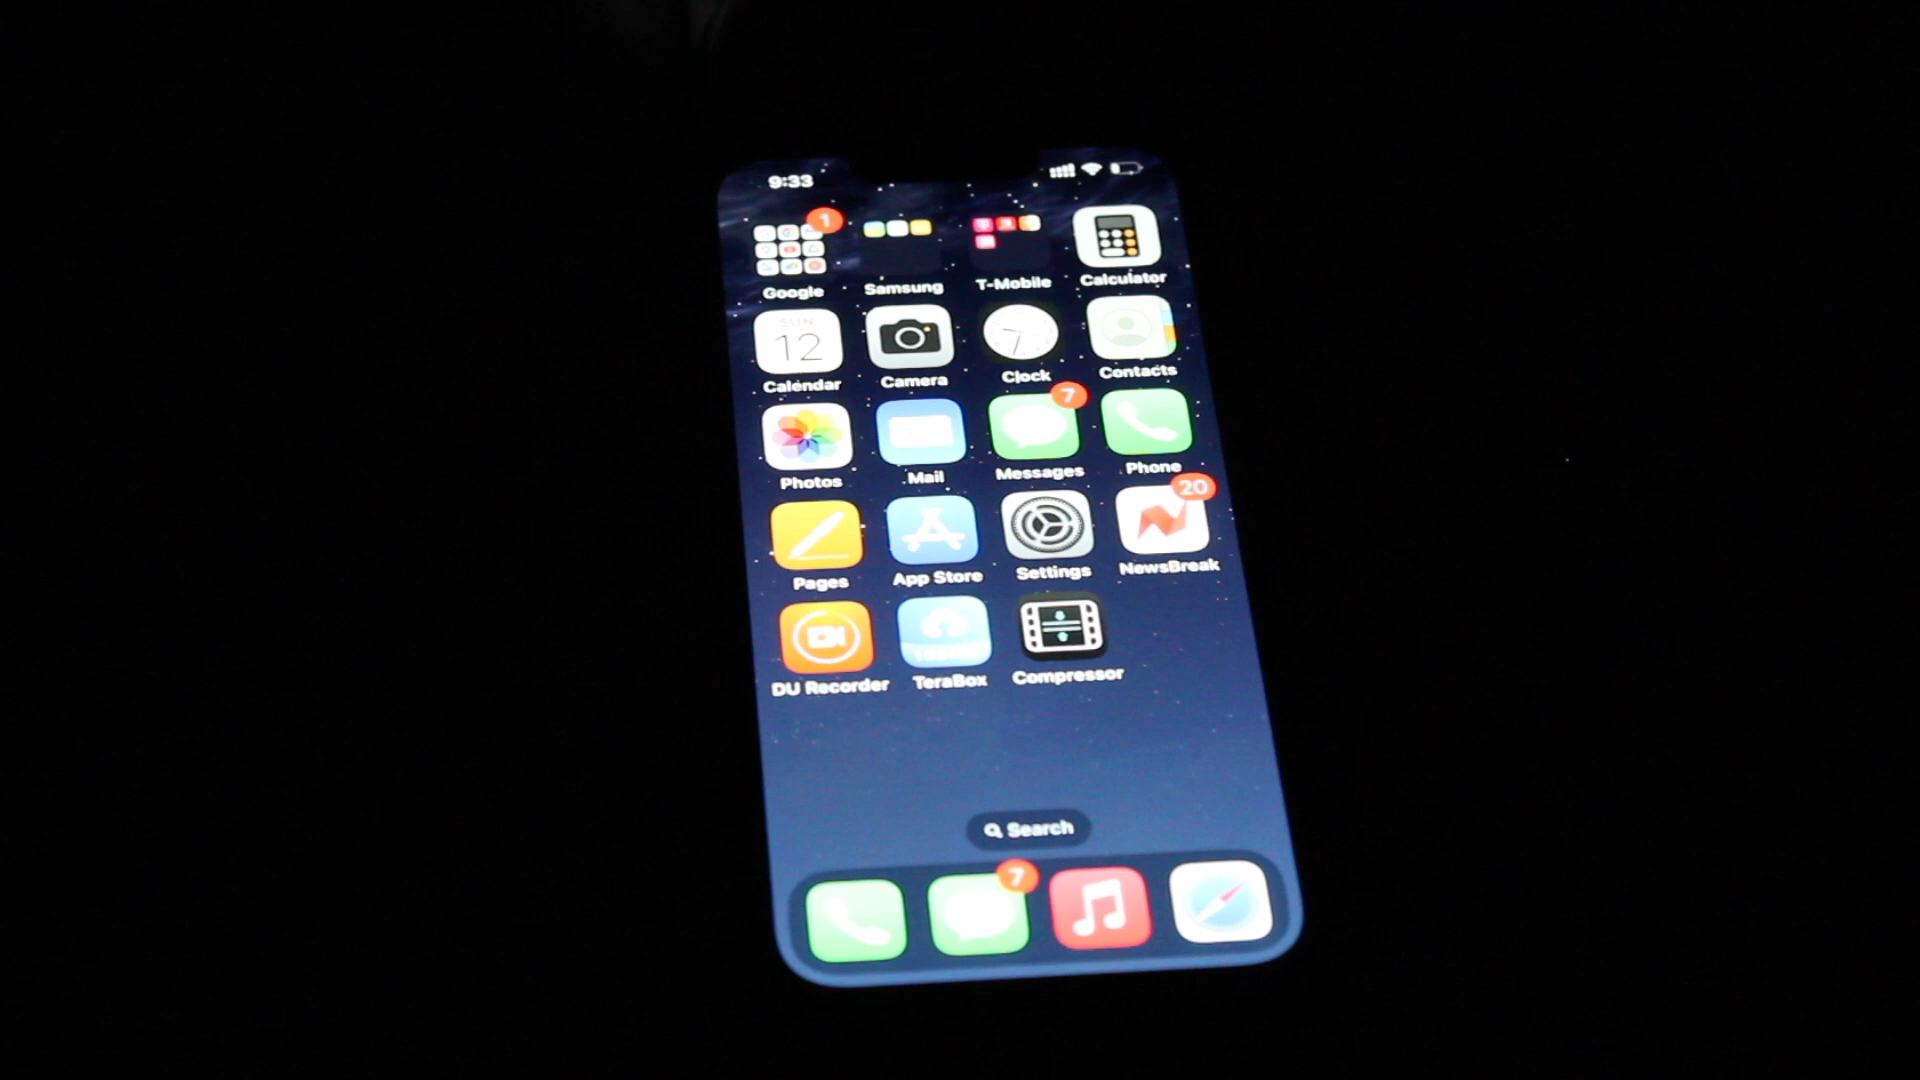 9:33
1
Google Samsung T-Mobile Calculator
SUN
12
Calendar Camera Clock Contacts
7
Photos Mail Messages Phone
20
Pages App Store Settings NewsBreak
DU Recorder TeraBox Compressor
Search
7